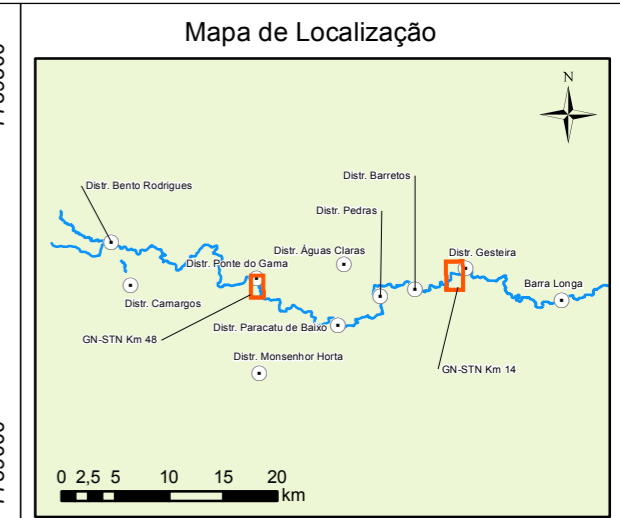 Mapa de Localização
N
Distr. Barretos
Distr. Bento Rodrigues
Distr. Pedras
Distr. Águas Claras
Distr. Gesteira
Distr. Ponte do Gama
Barra Longa
Distr. Camargos
Distr. Paracatu de Baixo
GN-STN Km 48
Distr. Monsenhor Horta
GN-STN Km 14
0 2,5 5 10 15 20
km